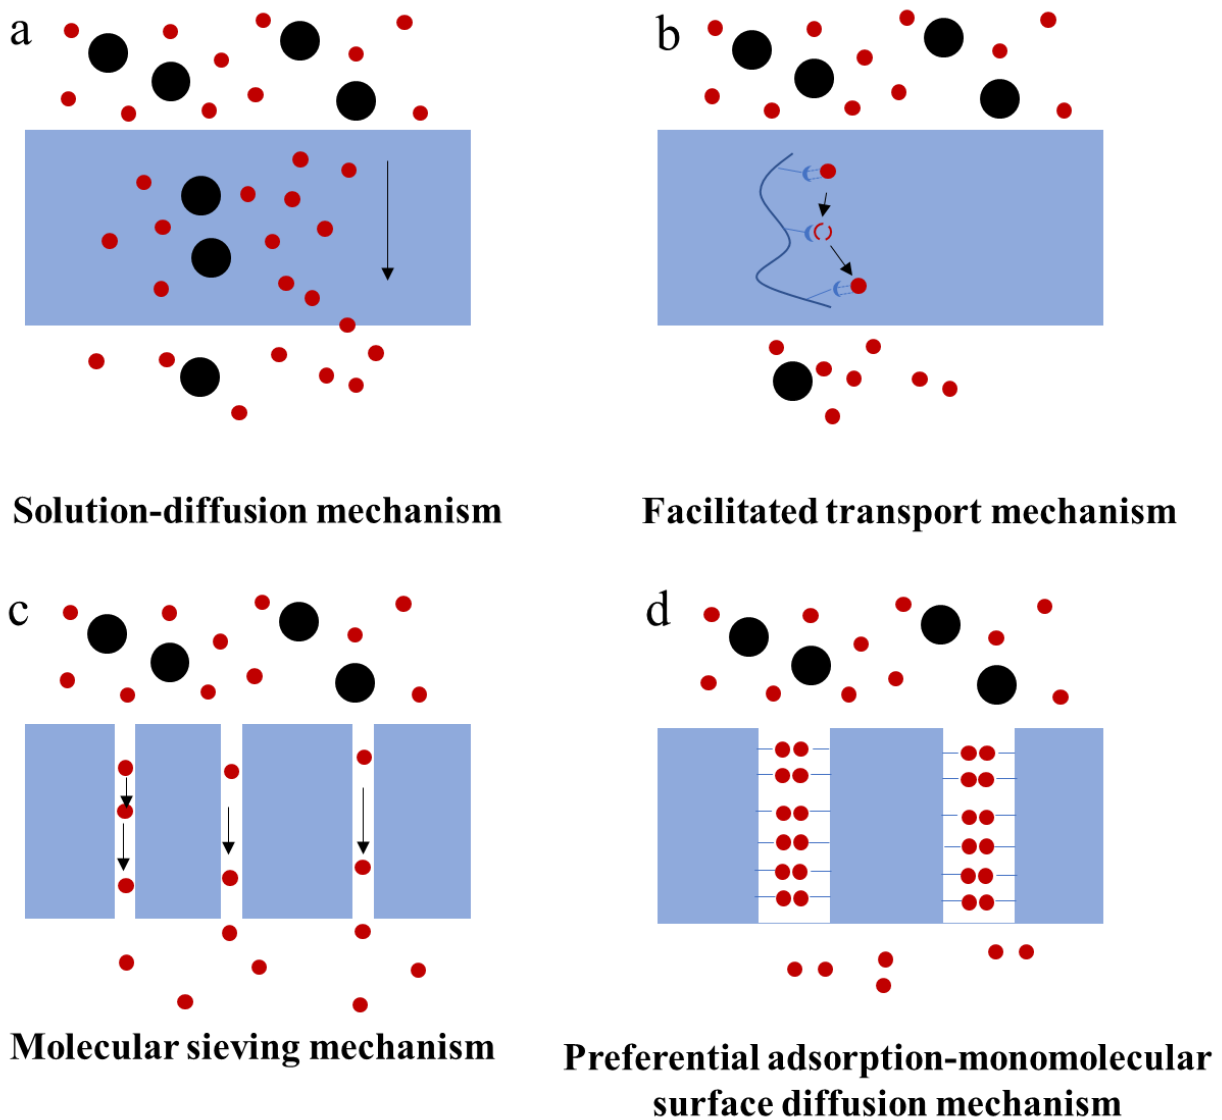 a
b
Solution-diffusion mechanism
Facilitated transport mechanism
c
d
Molecular sieving mechanism
Preferential adsorption-monomolecular
surface diffusion mechanism